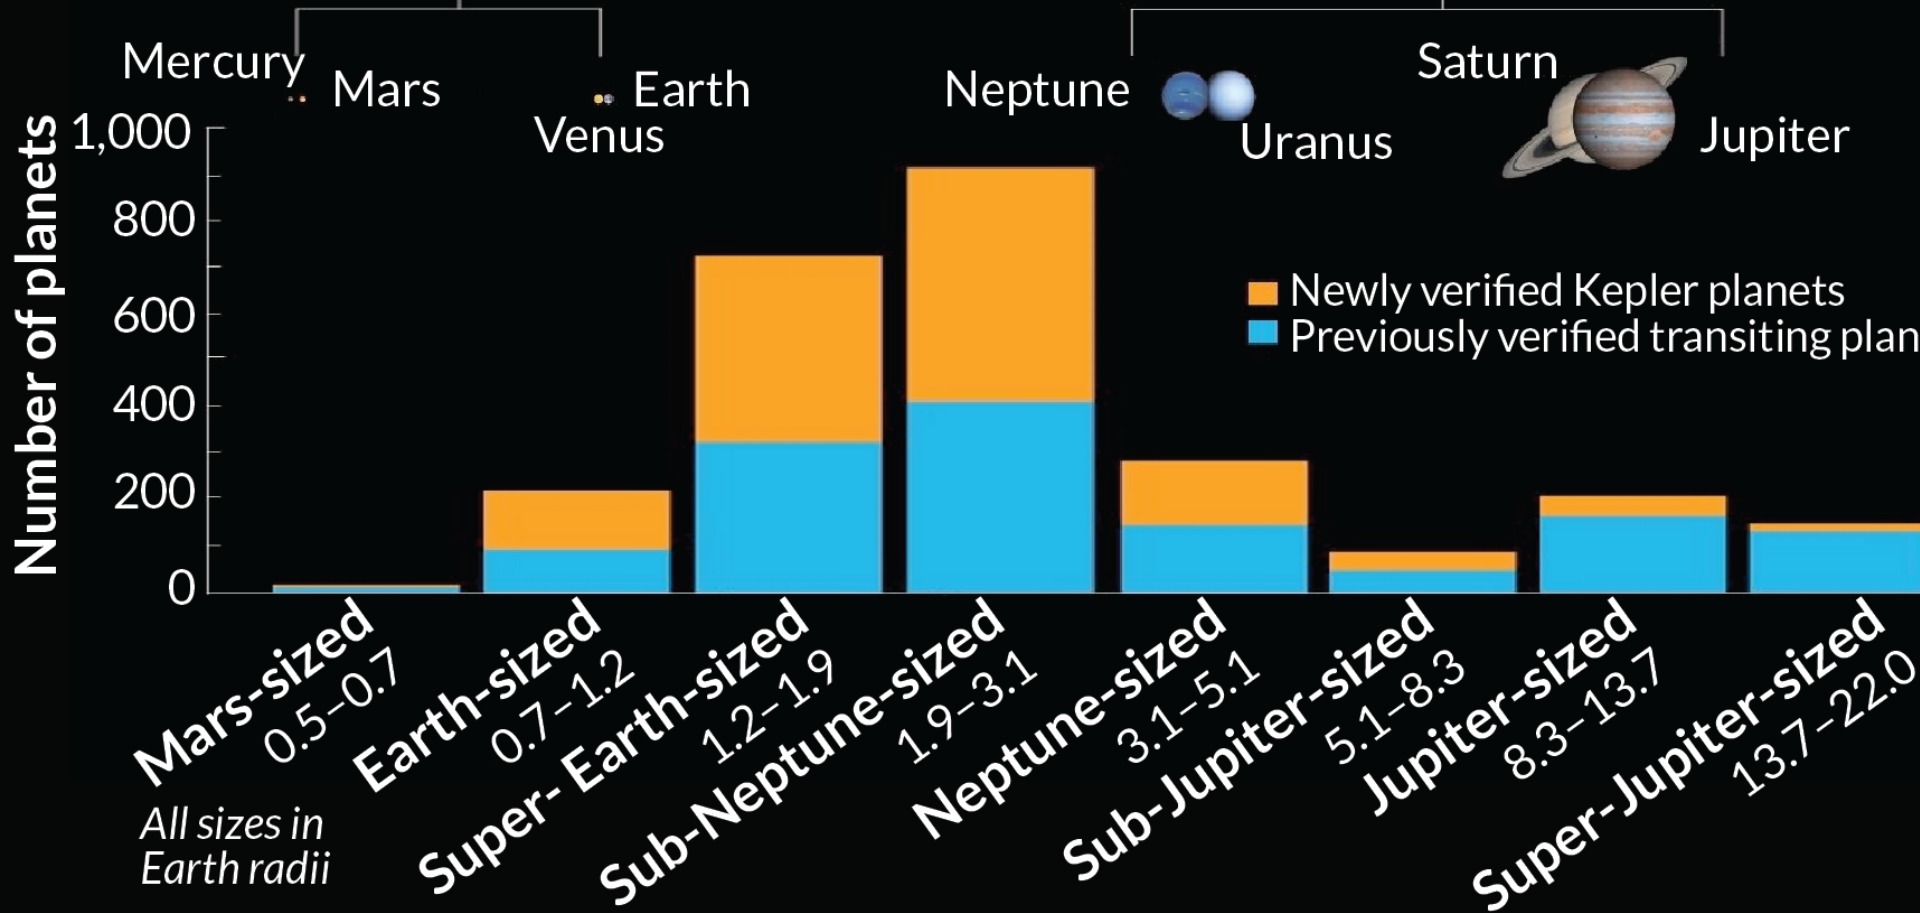 Mercury
Mars
Venus
Earth
Neptune
Uranus
Saturn
Jupiter
Number of planets
1,000
800
600
400
200
0
Newly verified Kepler planets
Previously verified transiting plan
Mars-sized
0.5–0.7
Earth-sized
0.7–1.2
Super- Earth-sized
1.2–1.9
Sub-Neptune-sized
1.9–3.1
Neptune-sized
3.1–5.1
Sub-Jupiter-sized
5.1–8.3
Jupiter-sized
8.3–13.7
Super-Jupiter-sized
13.7–22.0
All sizes in
Earth radii